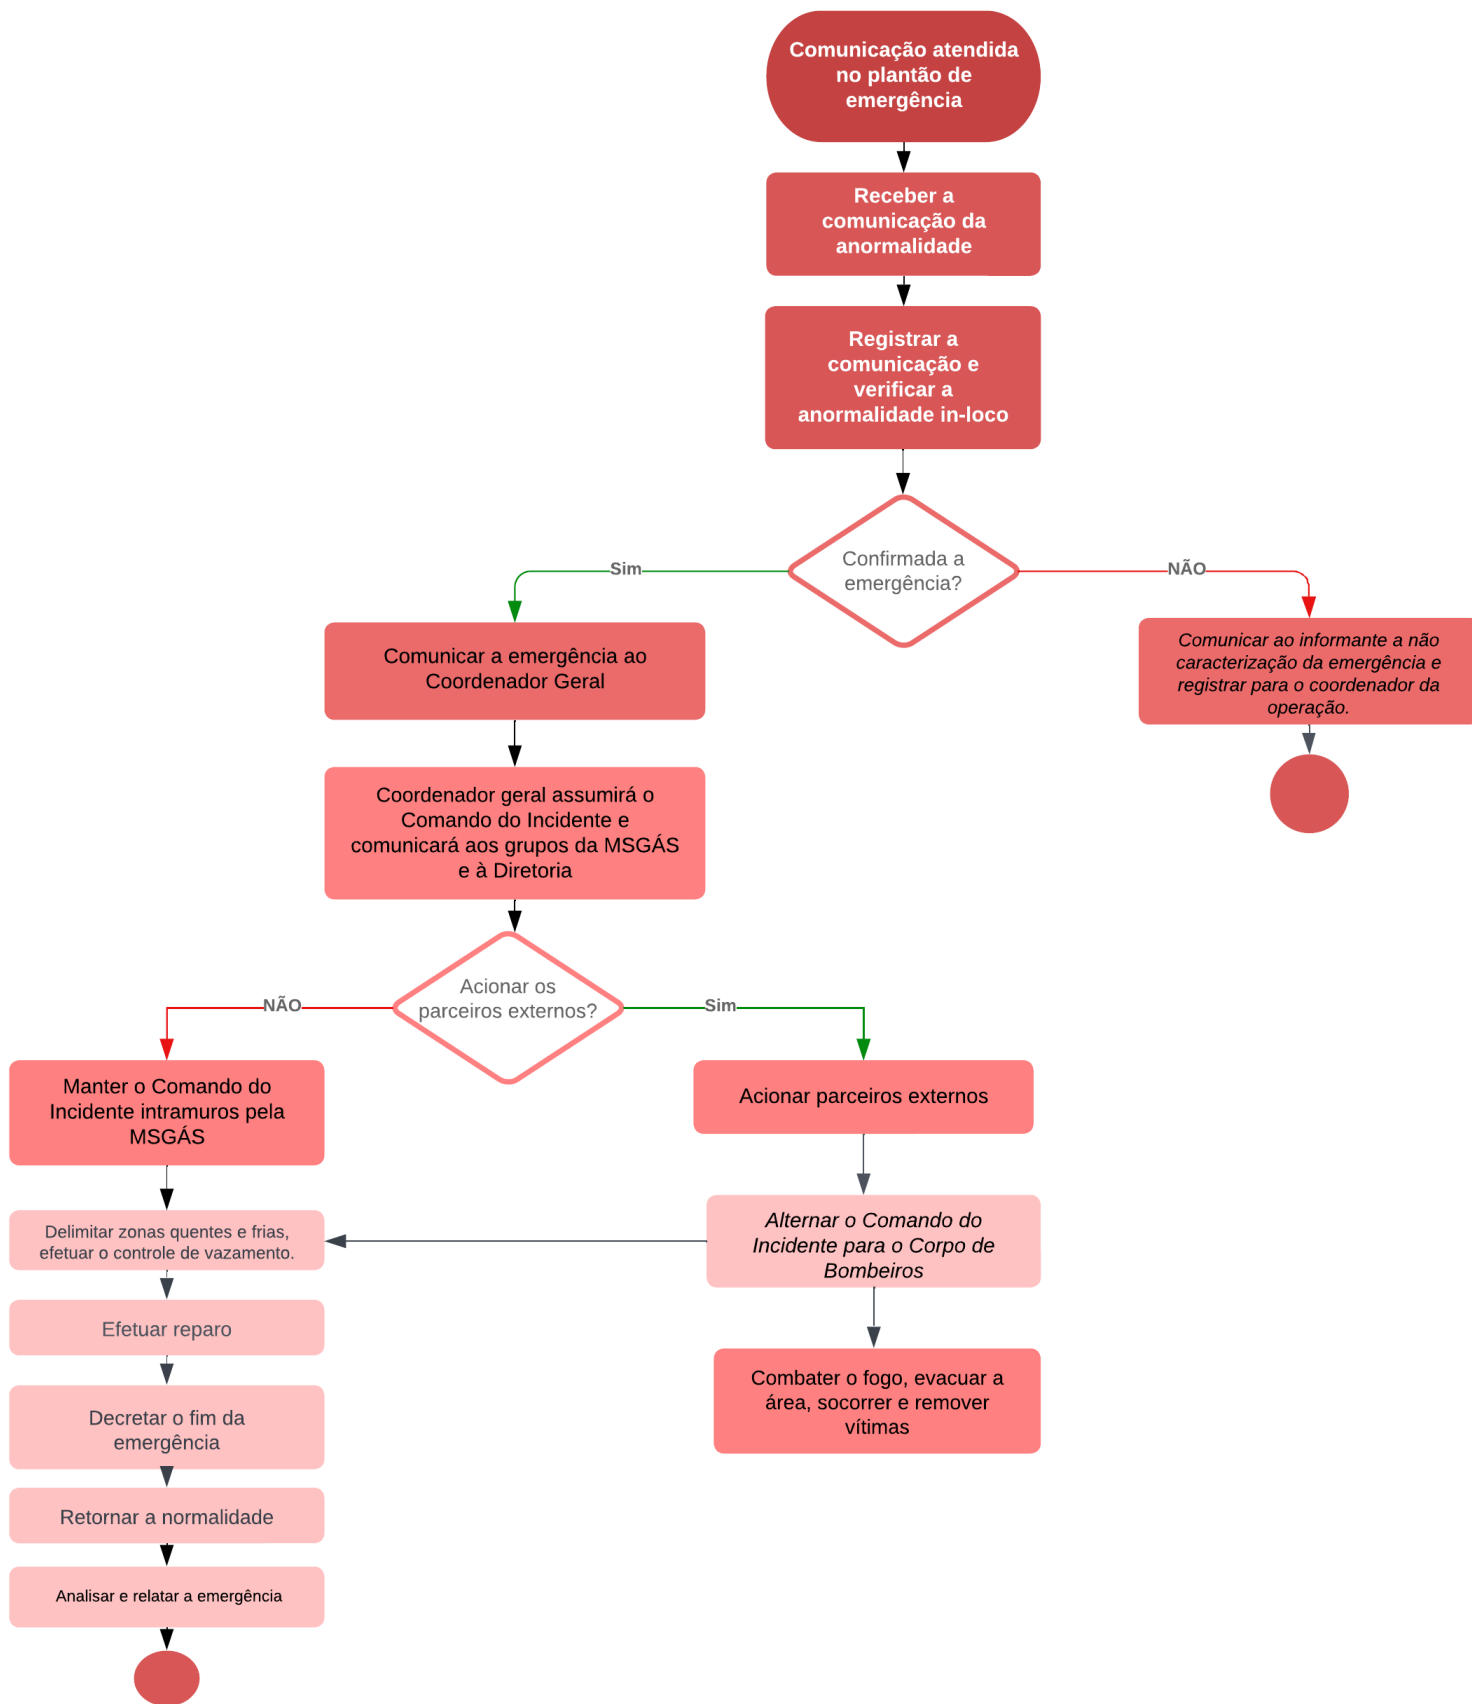 Comunicação atendida
no plantão de
emergência
Receber a
comunicação da
anormalidade
Registrar a
comunicação e
verificar a
anormalidade in-loco
Confirmada a
emergência?
Sim
NÃO
Comunicar a emergência ao
Coordenador Geral
Comunicar ao informante a não
caracterização da emergência e
registrar para o coordenador da
operação.
Coordenador geral assumirá o
Comando do Incidente e
comunicará aos grupos da MSGÁS
e à Diretoria
Acionar os
parceiros externos?
NÃO
Sim
Manter o Comando do
Incidente intramuros pela
MSGÁS
Acionar parceiros externos
Delimitar zonas quentes e frias,
efetuar o controle de vazamento.
Alternar o Comando do
Incidente para o Corpo de
Bombeiros
Efetuar reparo
Combater o fogo, evacuar a
área, socorrer e remover
vítimas
Decretar o fim da
emergência
Retornar a normalidade
Analisar e relatar a emergência